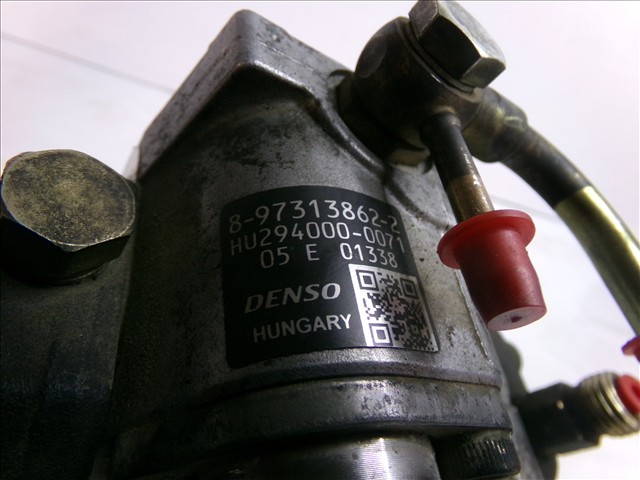 8-97313862-2
HU294000-0071
05 E 01338
DENSO
HUNGARY